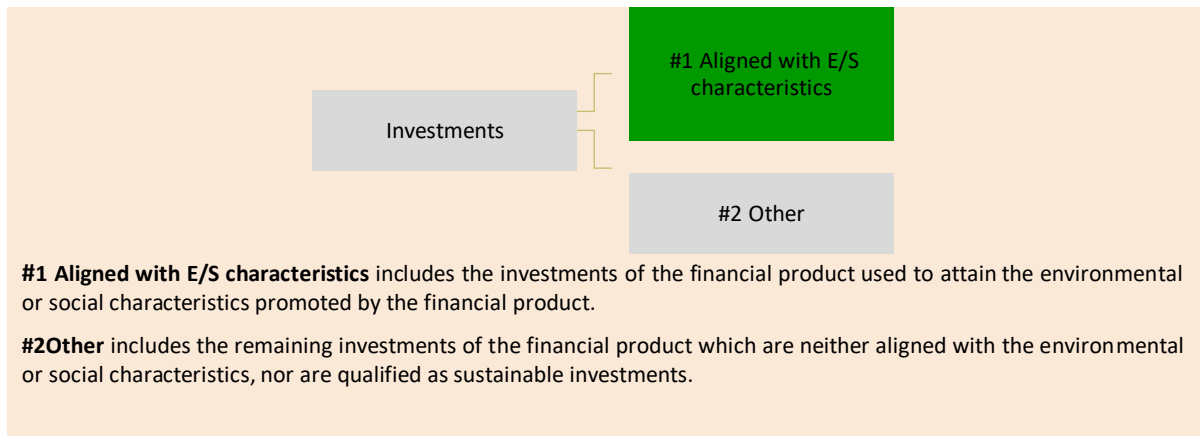 #1 Aligned with E/S
characteristics
Investments
#2 Other
#1 Aligned with E/S characteristics includes the investments of the financial product used to attain the environmental
or social characteristics promoted by the financial product.
#2Other includes the remaining investments of the financial product which are neither aligned with the environmental
or social characteristics, nor are qualified as sustainable investments.